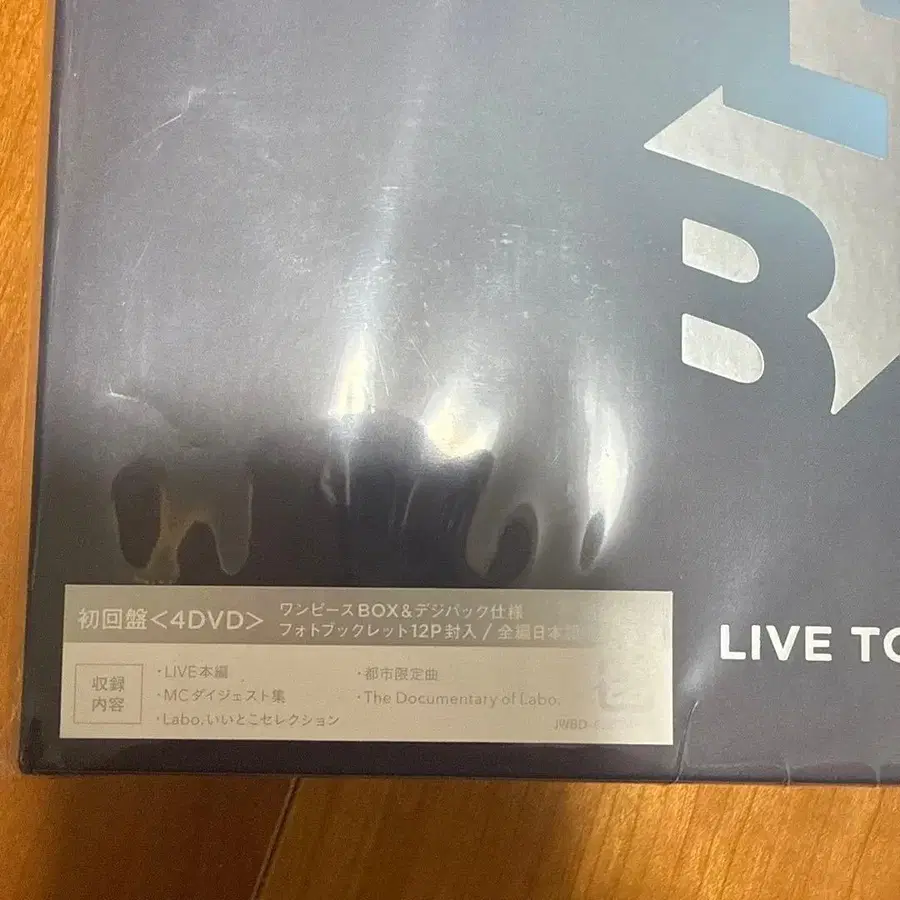 B
LIVE TO
初回盤<4DVD>
ワンピースBOX&デジパック仕様
フォトブックレット12P封入 / 全編日本語
収録
内容
・LIVE本編
・MCダイジェスト集
・Labo.いいとこセレクション
・都市限定曲
・The Documentary of Labo.